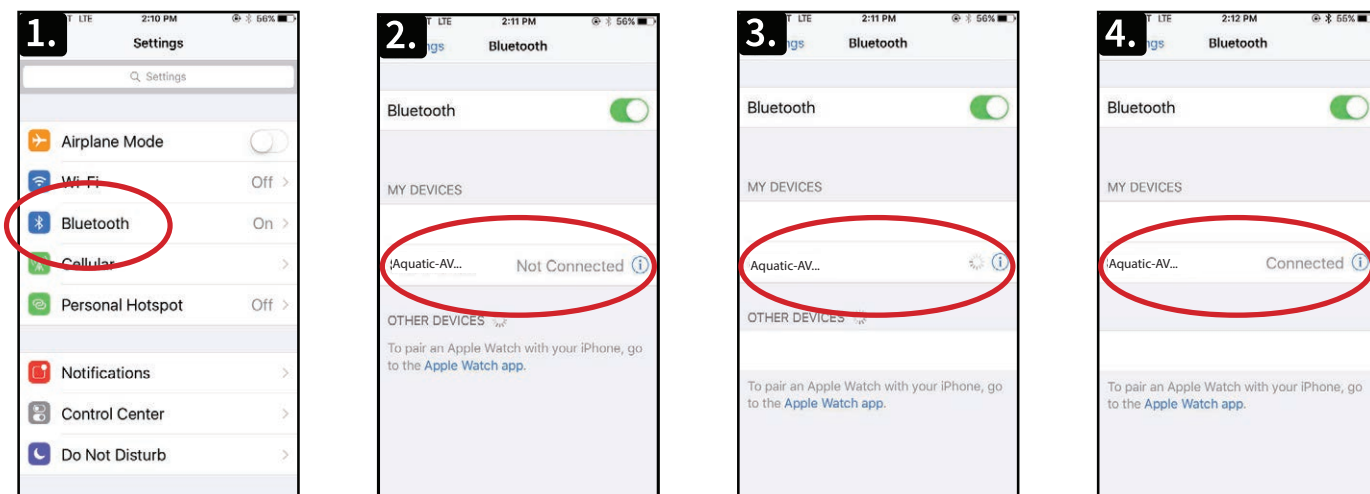 1.
T LTE 2:10 PM 56%
Settings
Settings
Airplane Mode
Wi-Fi Off
Bluetooth On
Cellular
Personal Hotspot Off
Notifications
Control Center
Do Not Disturb
2.
T LTE 2:11 PM 56%
ngs Bluetooth
Bluetooth
MY DEVICES
Aquatic-AV... Not Connected
OTHER DEVICES
To pair an Apple Watch with your iPhone, go
to the Apple Watch app.
3.
T LTE 2:11 PM 56%
ngs Bluetooth
Bluetooth
MY DEVICES
Aquatic-AV...
OTHER DEVICES
To pair an Apple Watch with your iPhone, go
to the Apple Watch app.
4.
T LTE 2:12 PM 55%
ngs Bluetooth
Bluetooth
MY DEVICES
Aquatic-AV... Connected
To pair an Apple Watch with your iPhone, go
to the Apple Watch app.